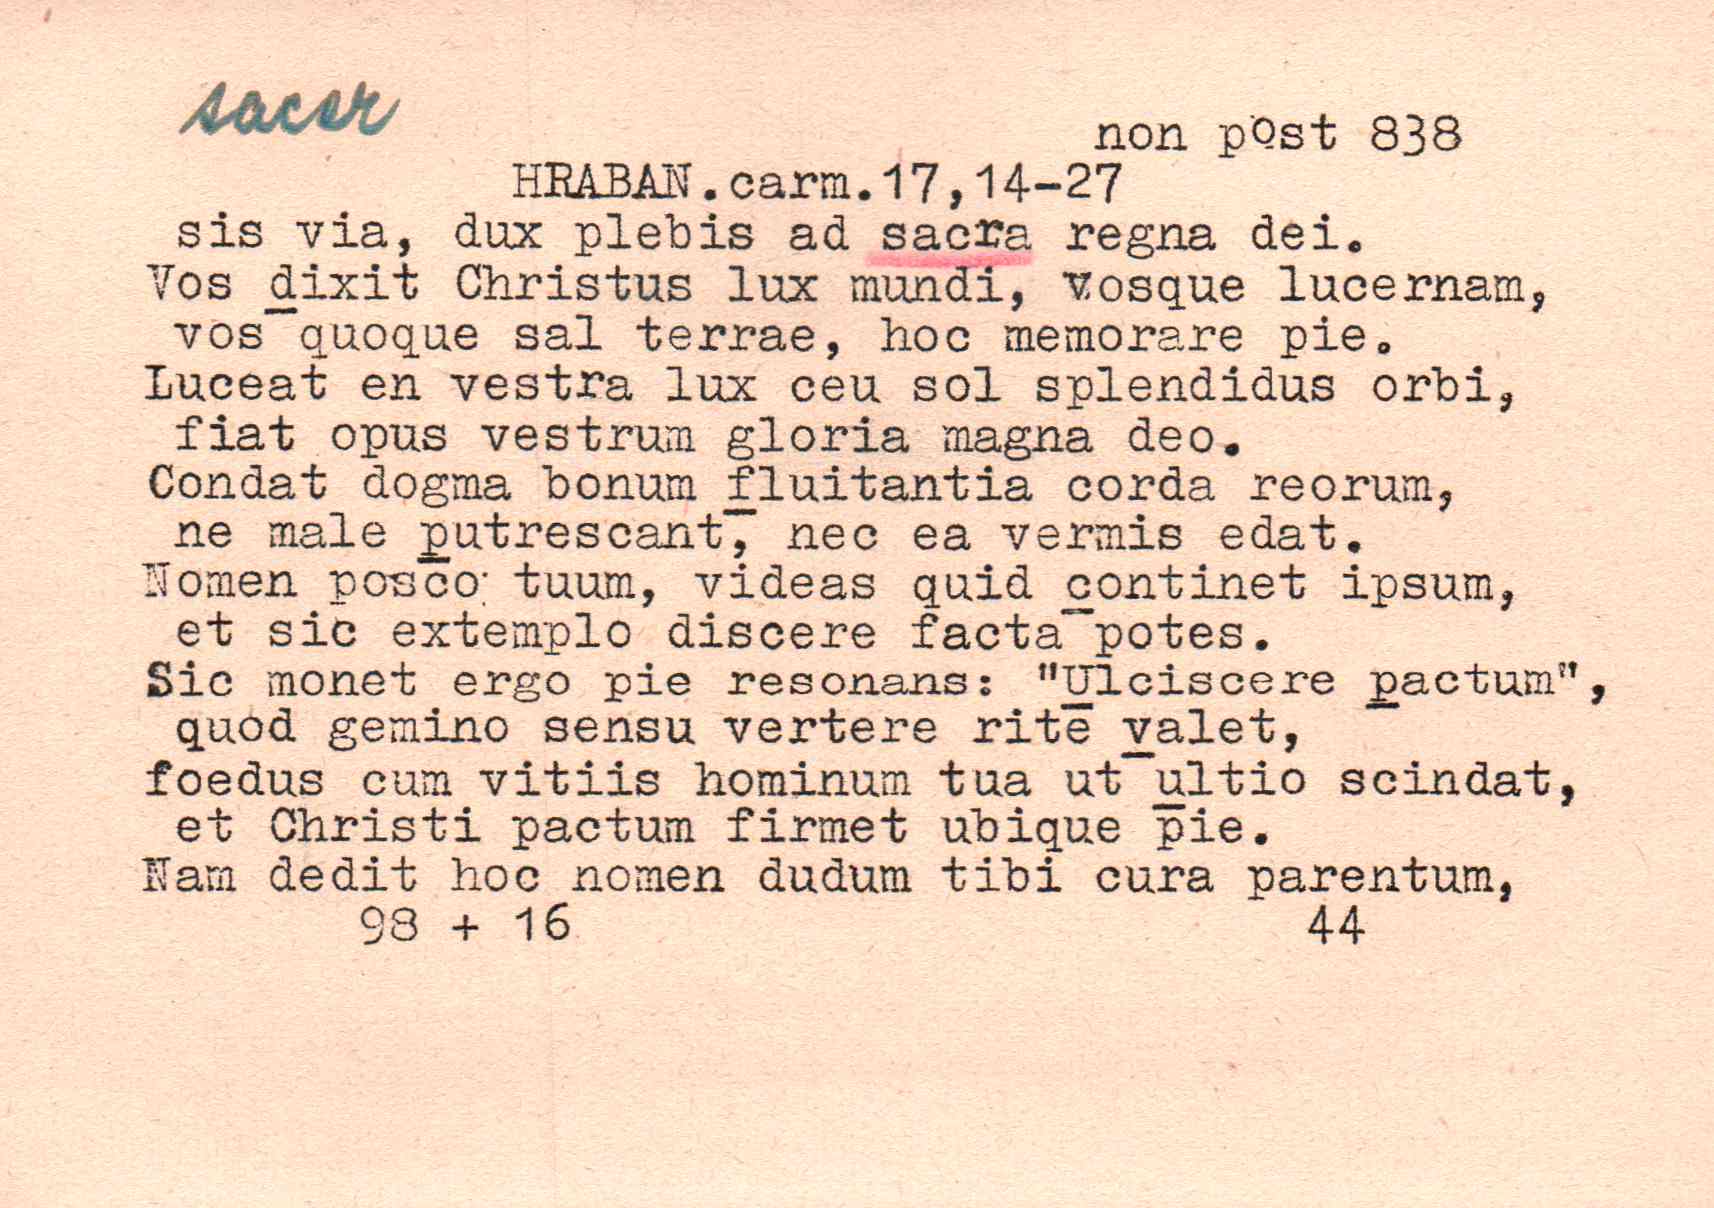 sacer
non post 838
HRABAN.carm.17,14-27
sis via, dux plebis ad sacra regna dei.
Vos dixit Christus lux mundi, vosque lucernam,
vos quoque sal terrae, hoc memorare pie.
Luceat en vestra lux ceu sol splendidus orbi,
fiat opus vestrum gloria magna deo.
Condat dogma bonum fluitantia corda reorum,
ne male putrescant, nec ea vermis edat.
Nomen posco tuum, videas quid continet ipsum,
et sic extemplo discere facta potes.
Sic monet ergo pie resonans: "Ulciscere pactum",
quod gemino sensu vertere rite valet,
foedus cum vitiis hominum tua ut ultio scindat,
et Christi pactum firmet ubique pie.
Nam dedit hoc nomen dudum tibi cura parentum,
98 + 16 44